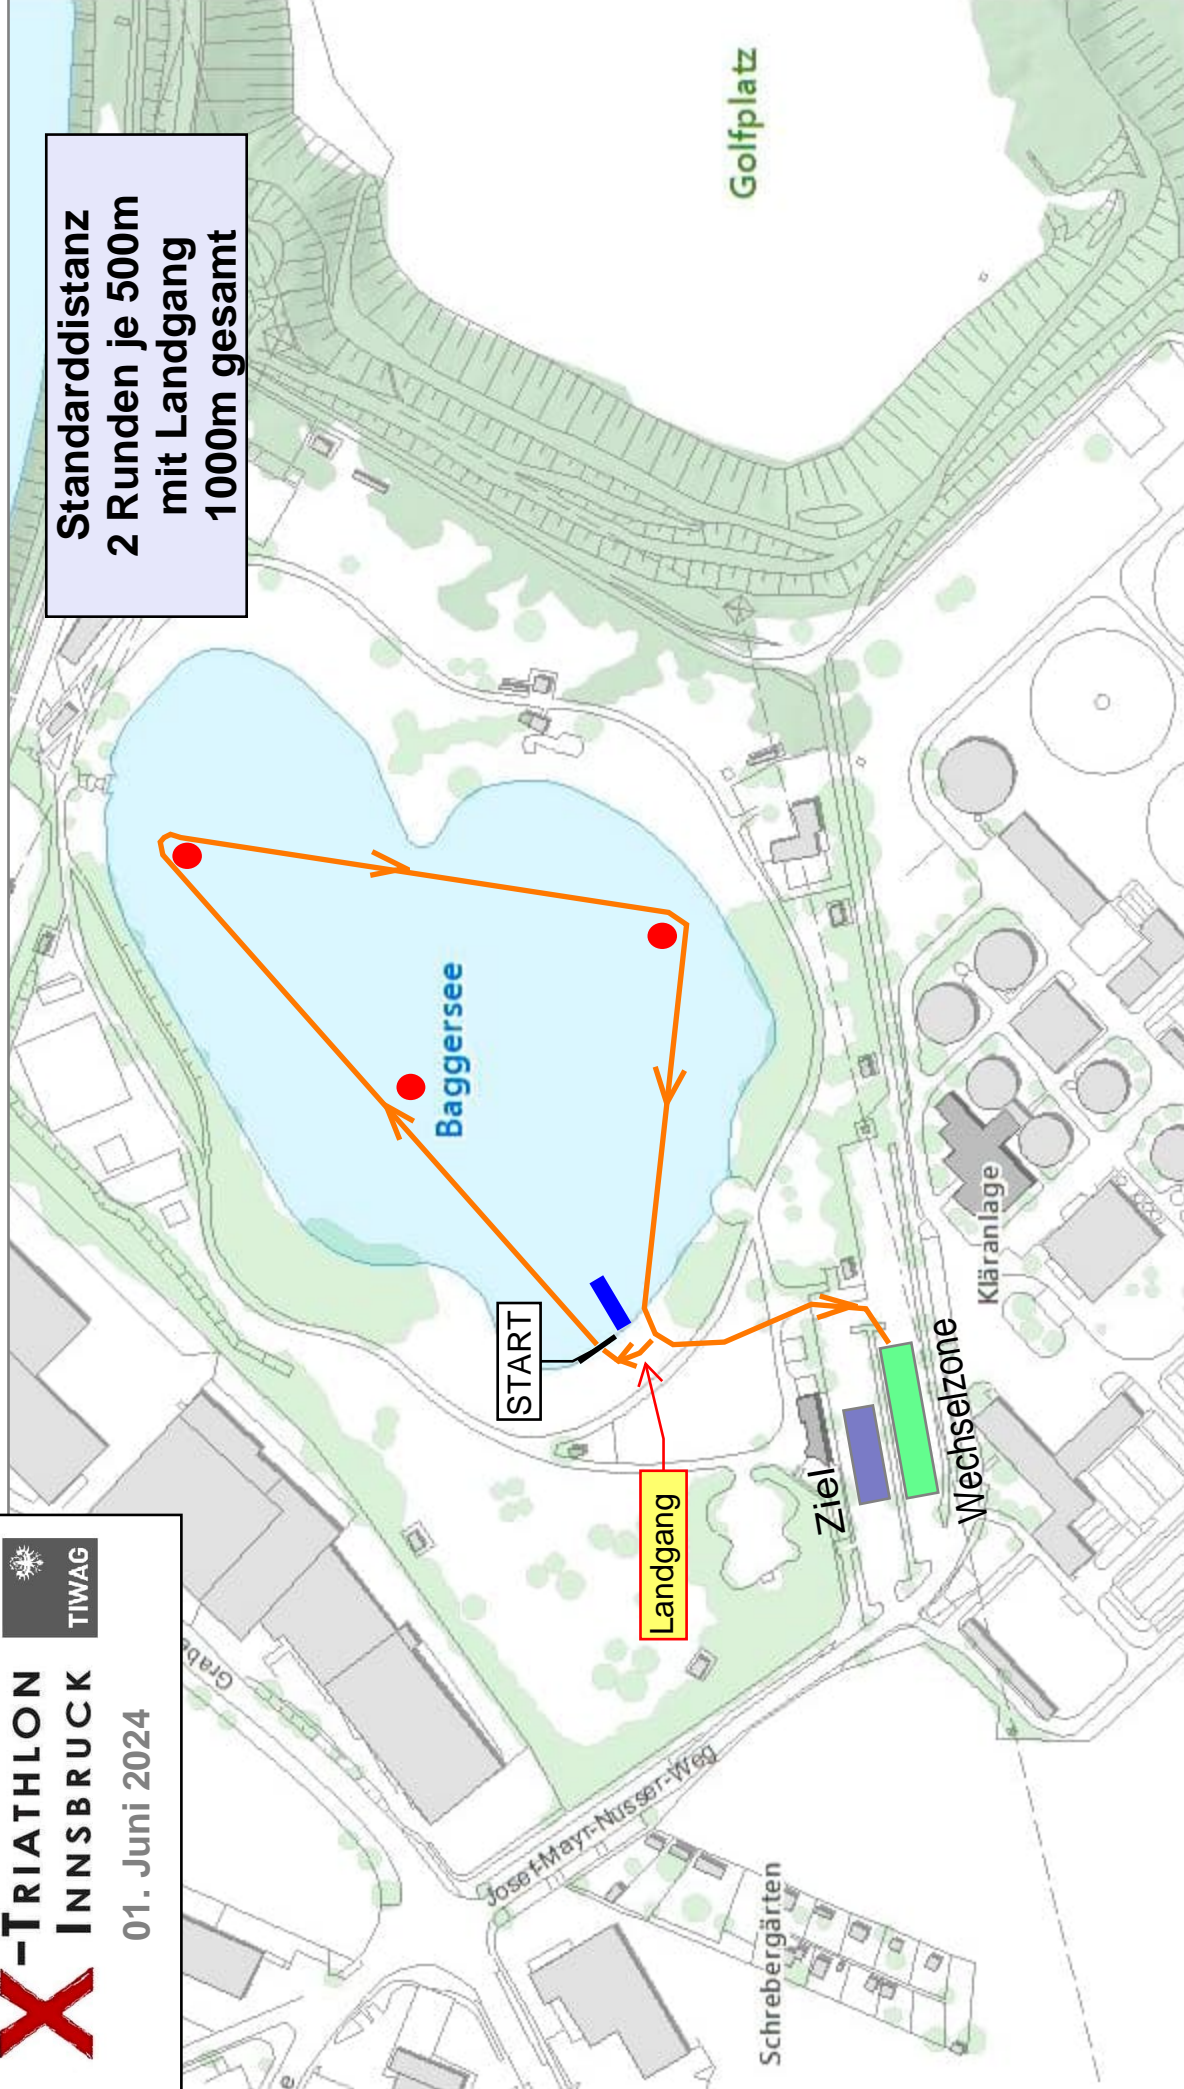 X-TRIATHLON
INNSBRUCK
01. Juni 2024
TIWAG
Standarddistanz
2 Runden je 500m
mit Landgang
1000m gesamt
Golfplatz
Baggersee
START
Landgang
Ziel
Wechselzone
Kläranlage
Josef-Mayr-Nusser-Weg
Schrebergärten